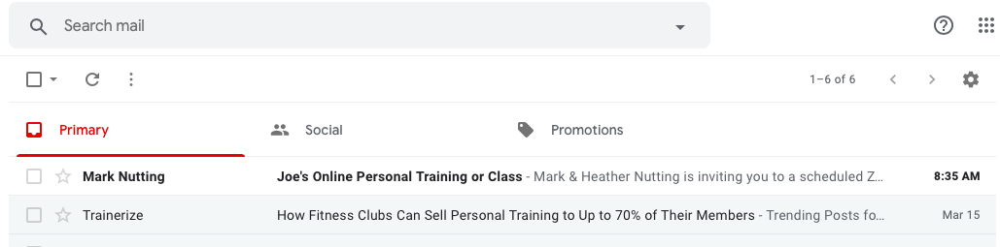 Search mail
1–6 of 6
Primary Social Promotions
Mark Nutting Joe's Online Personal Training or Class - Mark & Heather Nutting is inviting you to a scheduled Z... 8:35 AM
Trainerize How Fitness Clubs Can Sell Personal Training to Up to 70% of Their Members - Trending Posts fo... Mar 15